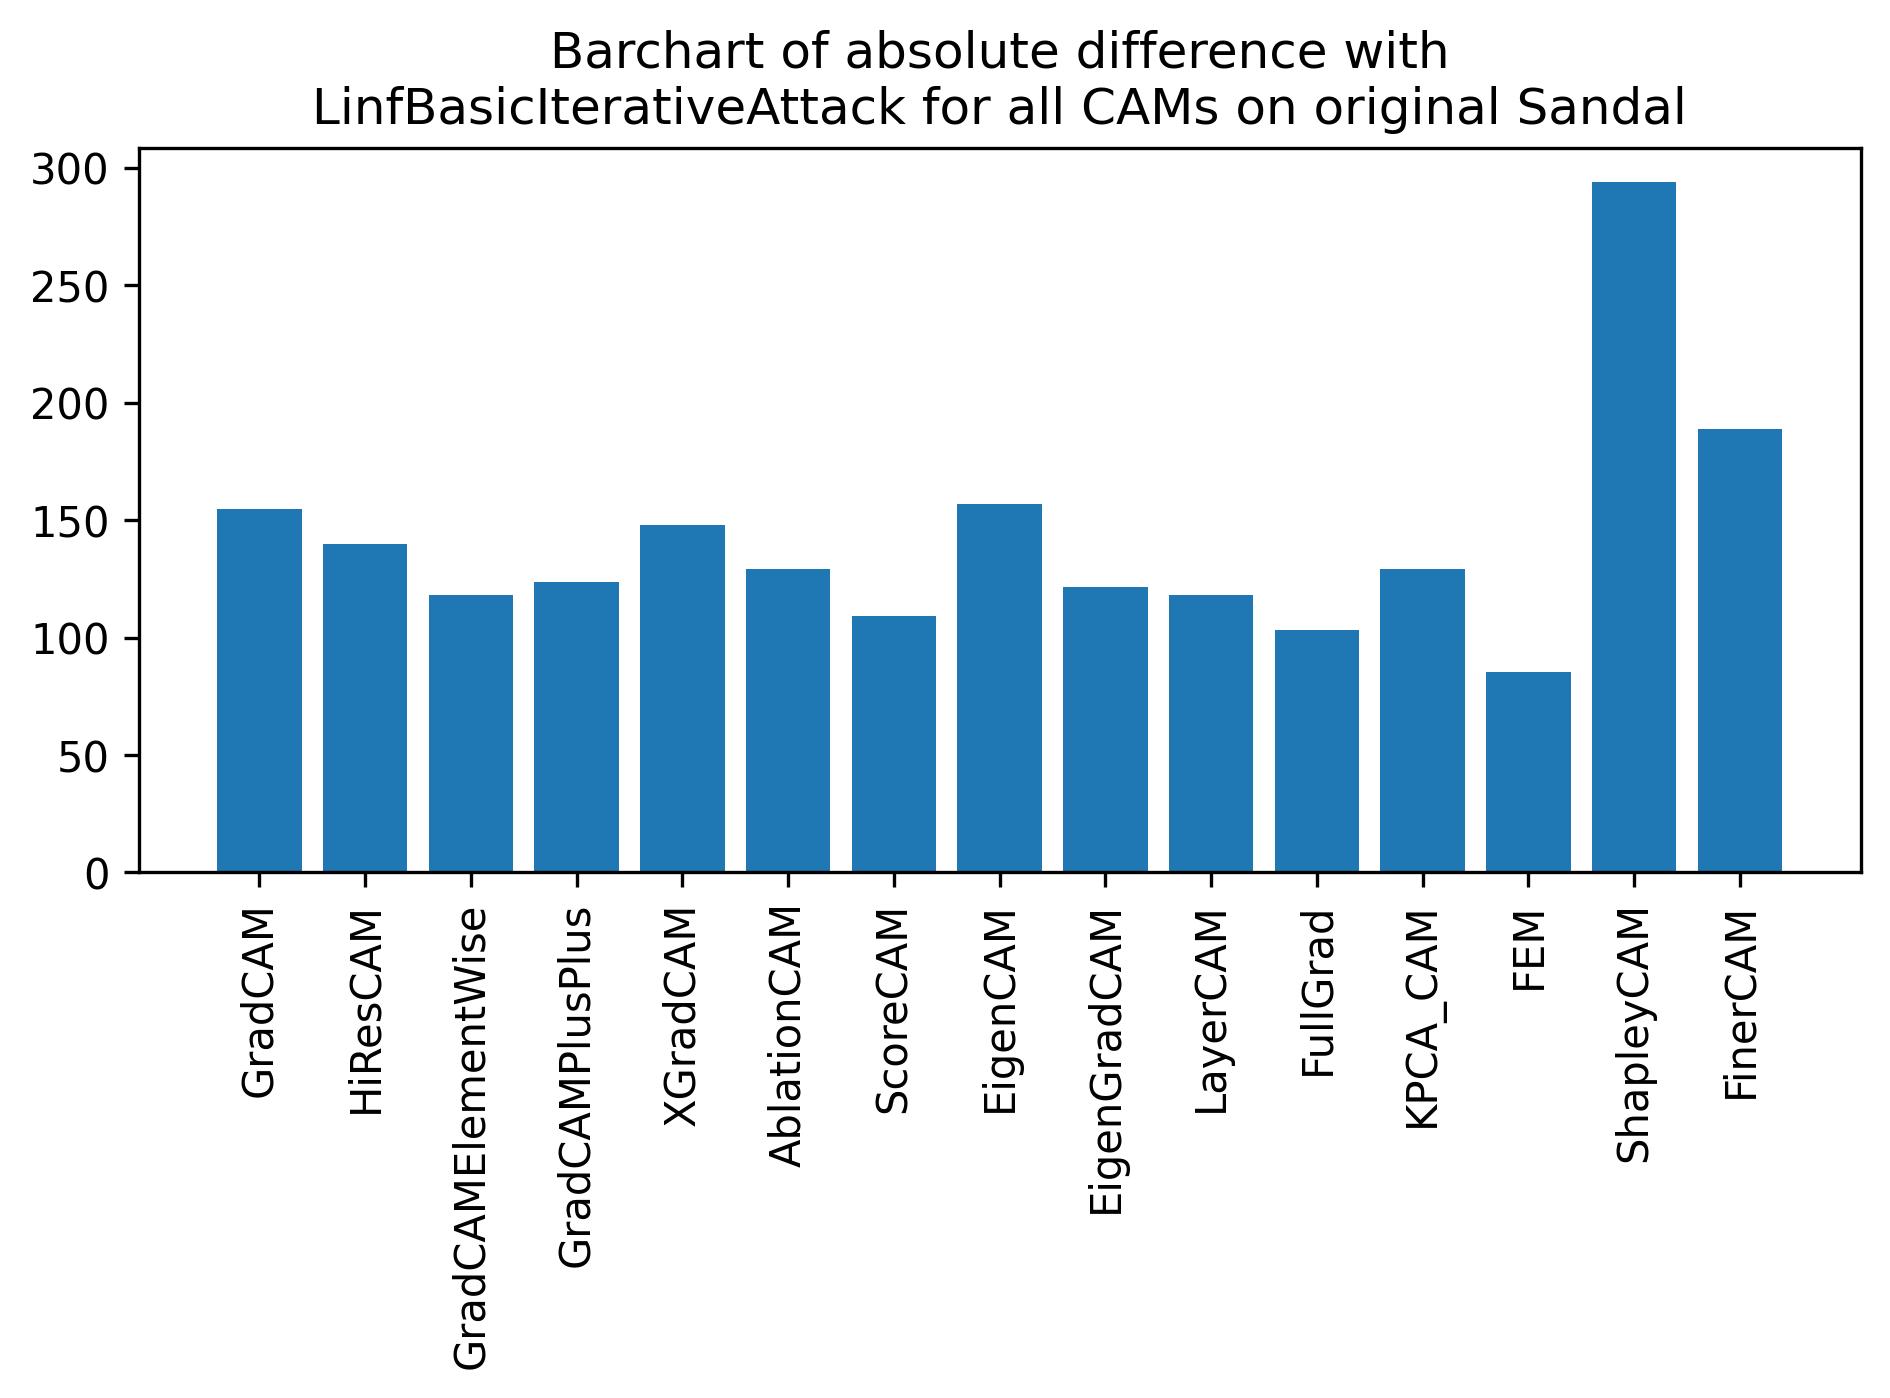 Barchart of absolute difference with
LinfBasicIterativeAttack for all CAMs on original Sandal
300
250
200
150
100
50
0
GradCAM
HiResCAM
GradCAMElementWise
GradCAMPlusPlus
XGradCAM
AblationCAM
ScoreCAM
EigenCAM
EigenGradCAM
LayerCAM
FullGrad
KPCA_CAM
FEM
ShapleyCAM
FinerCAM